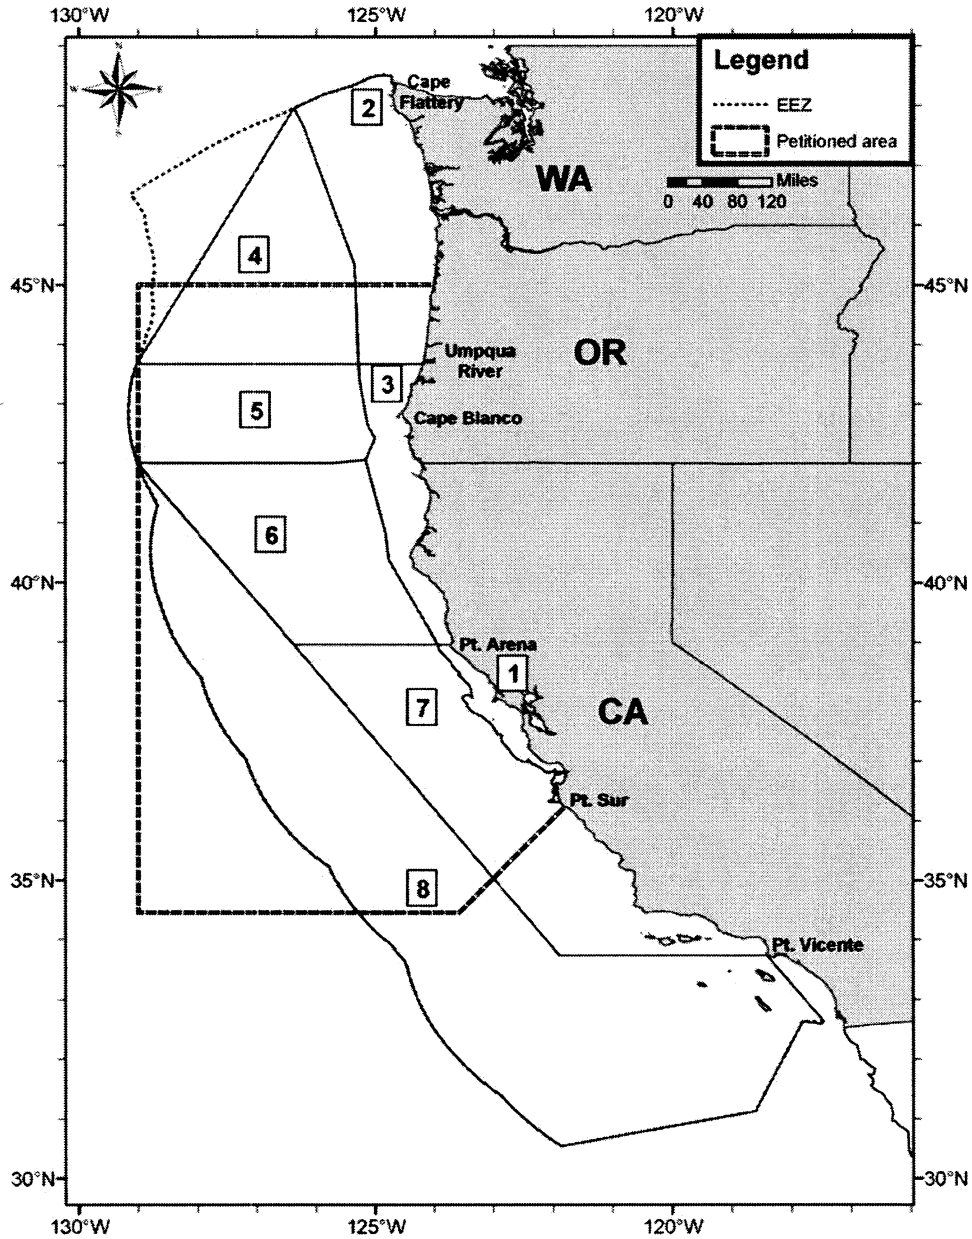 130°W 125°W 120°W
N
W E
S
Legend
EEZ
Petitioned area
Miles
0 40 80 120
Cape
Flattery
2
WA
4
45°N 45°N
Umpqua
River
OR
3
5
Cape Blanco
6
40°N 40°N
Pt. Arena
1
7
CA
Pt. Sur
35°N 35°N
8
Pt. Vicente
30°N 30°N
130°W 125°W 120°W